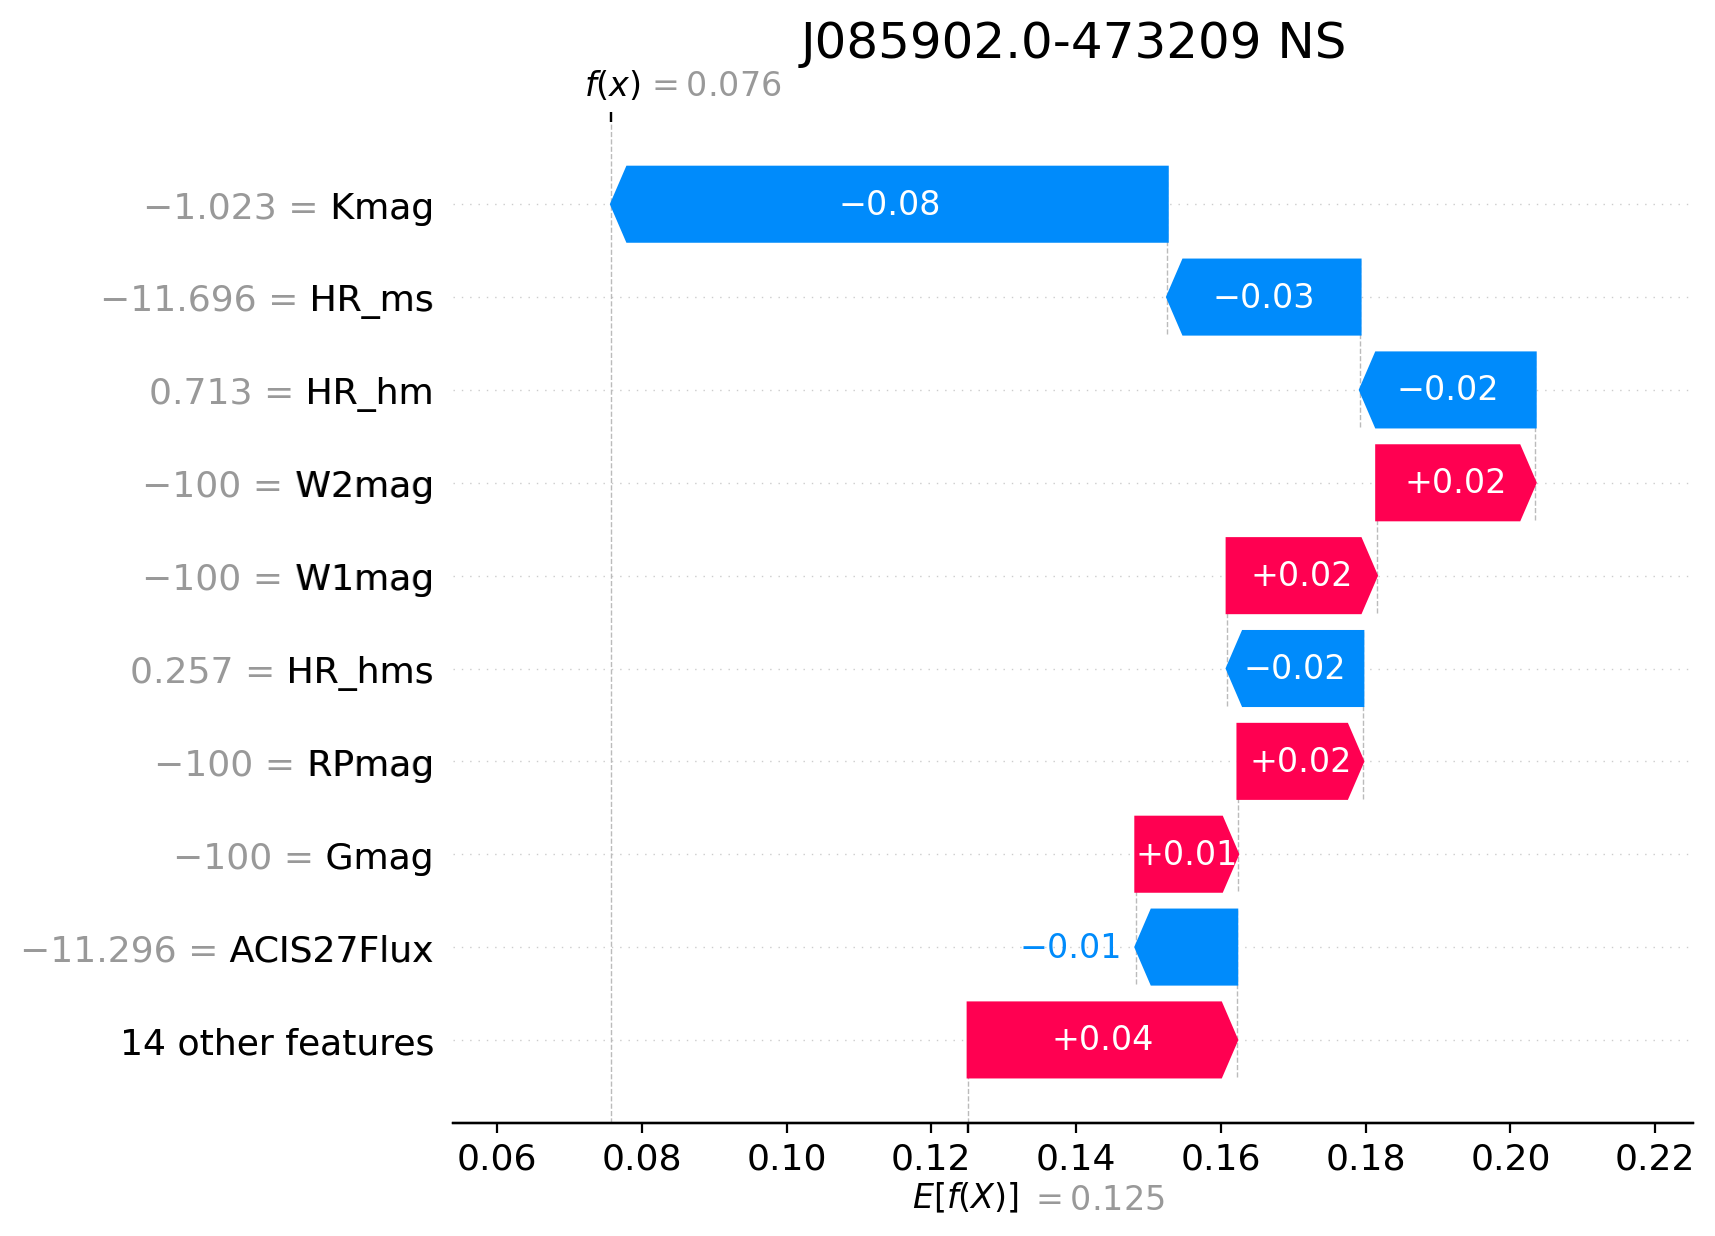 J085902.0-473209 NS
f(x) = 0.076
−1.023 = Kmag −0.08
−11.696 = HR_ms −0.03
0.713 = HR_hm −0.02
−100 = W2mag +0.02
−100 = W1mag +0.02
0.257 = HR_hms −0.02
−100 = RPmag +0.02
−100 = Gmag +0.01
−11.296 = ACIS27Flux −0.01
14 other features +0.04
0.06 0.08 0.10 0.12 0.14 0.16 0.18 0.20 0.22
E[f(X)] = 0.125